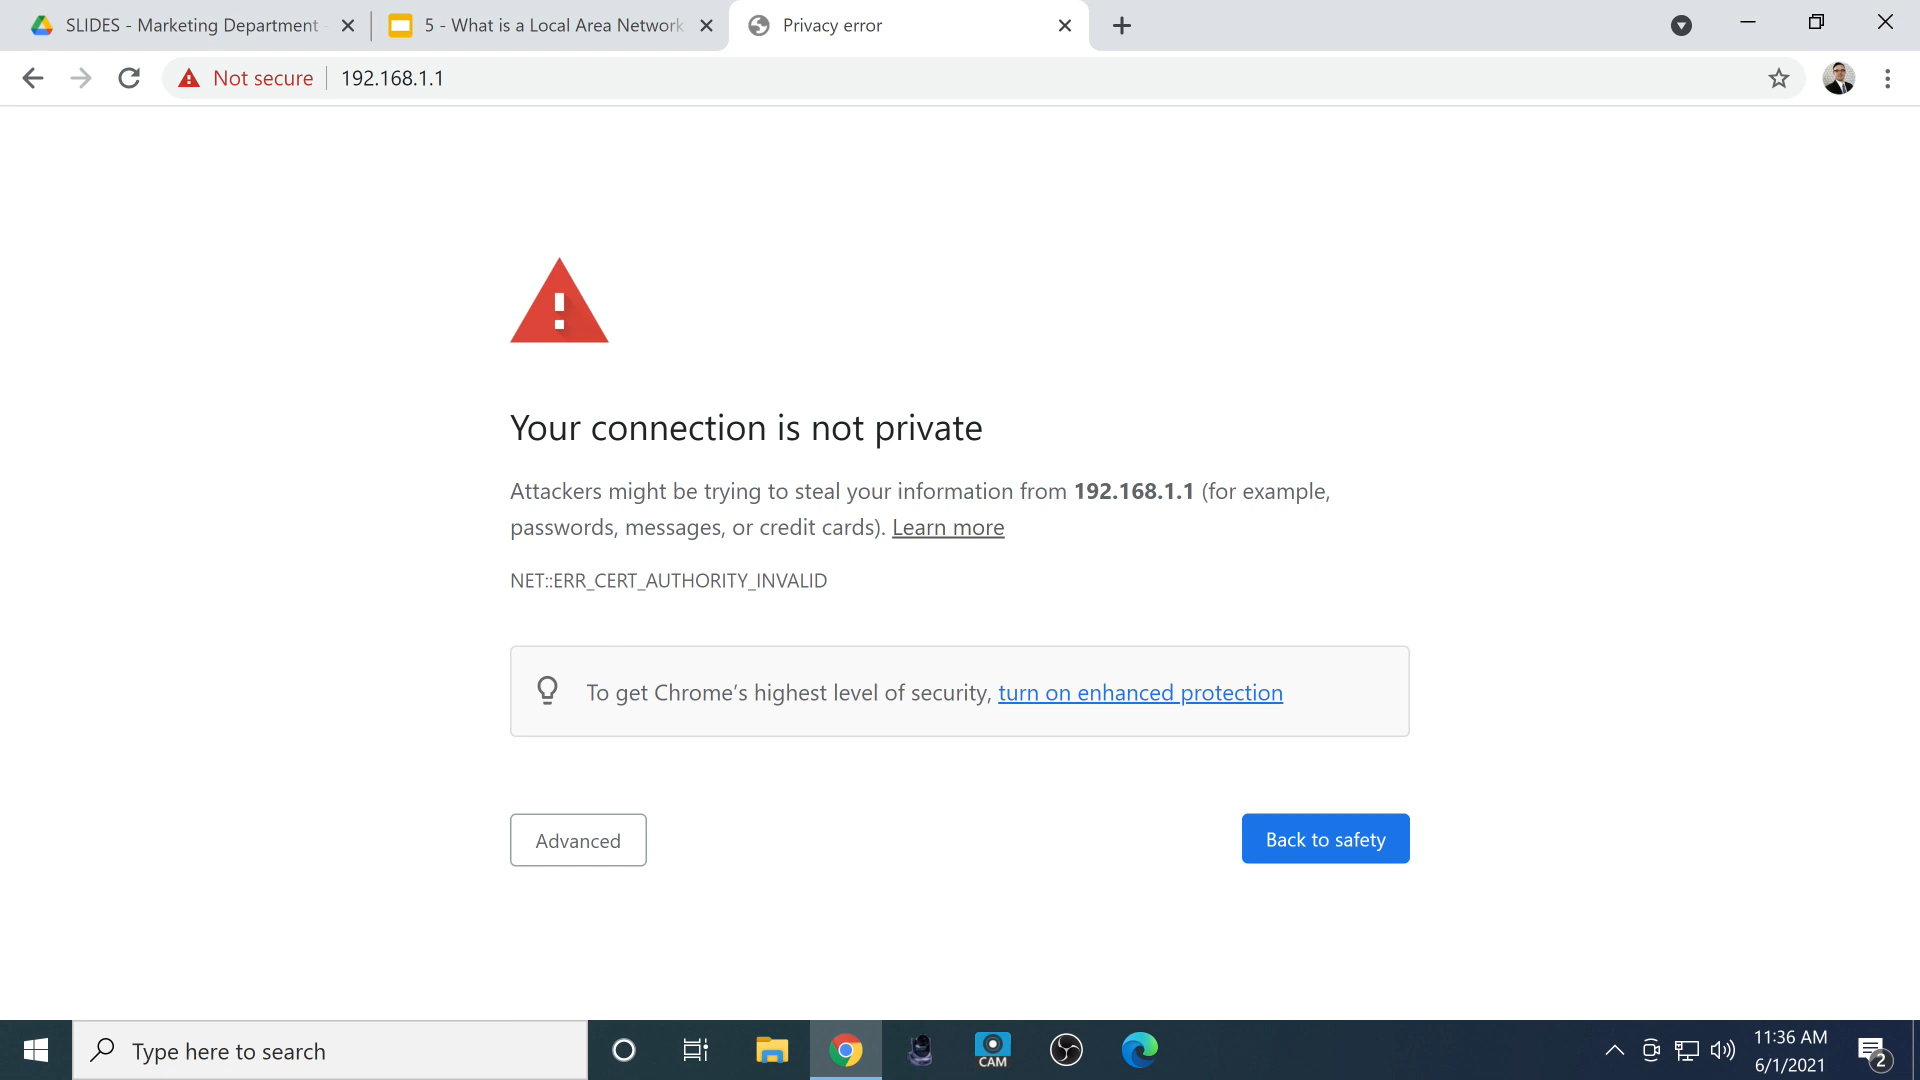 SLIDES - Marketing Department
5 - What is a Local Area Network
Privacy error
Not secure
192.168.1.1
Your connection is not private
Attackers might be trying to steal your information from 192.168.1.1 (for example,
passwords, messages, or credit cards). Learn more
NET::ERR_CERT_AUTHORITY_INVALID
To get Chrome's highest level of security, turn on enhanced protection
Advanced
Back to safety
Type here to search
CAM
11:36 AM
6/1/2021
2